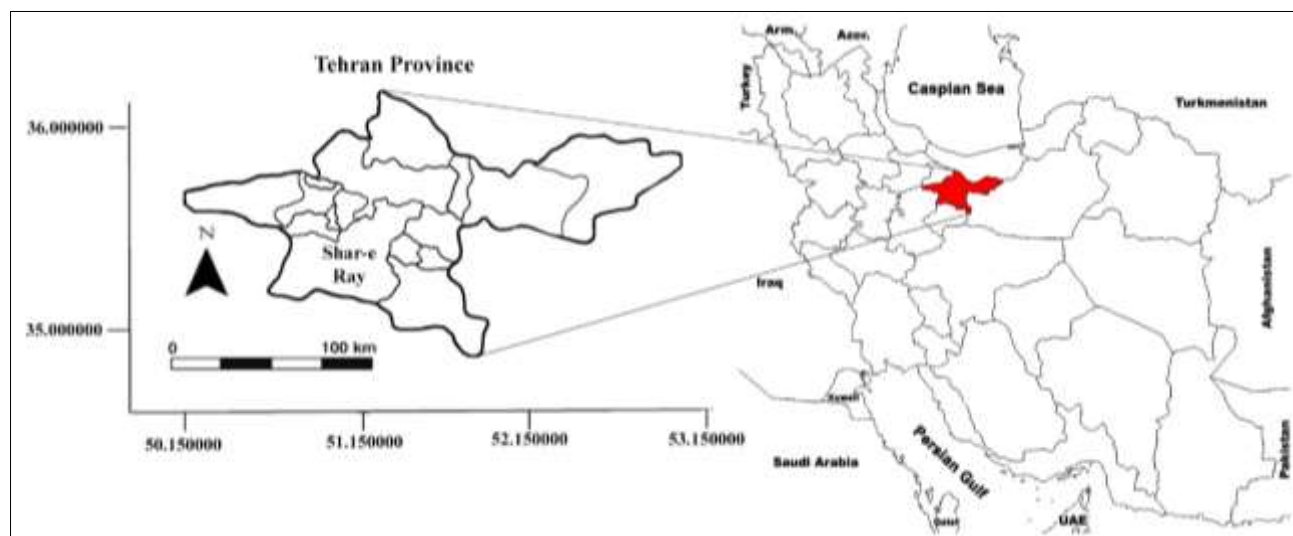 Tehran Province
36.000000
35.000000
Shar-e
Ray
N
0
100 km
50.150000
51.150000
52.150000
53.150000
Arm.
Azer.
Turkey
Caspian Sea
Turkmenistan
Iraq
Afghanistan
Kuwait
Persian Gulf
Saudi Arabia
Pakistan
Qatar
UAE